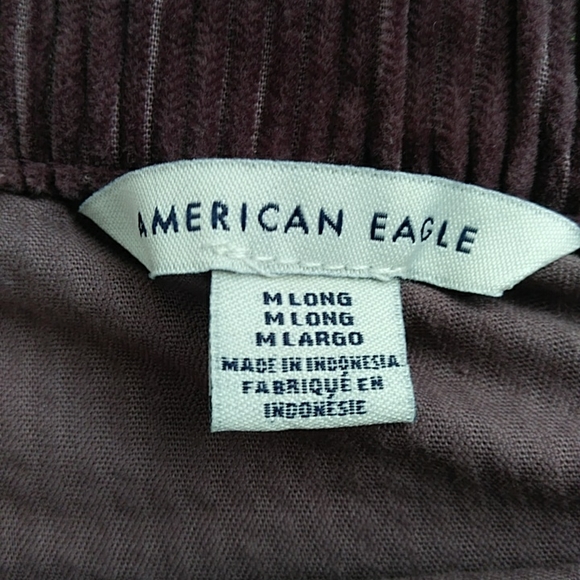 AMERICAN EAGLE
M LONG
M LONG
M LARGO
MADE IN INDONESIA
FABRIQUÉ EN
INDONÉSIE